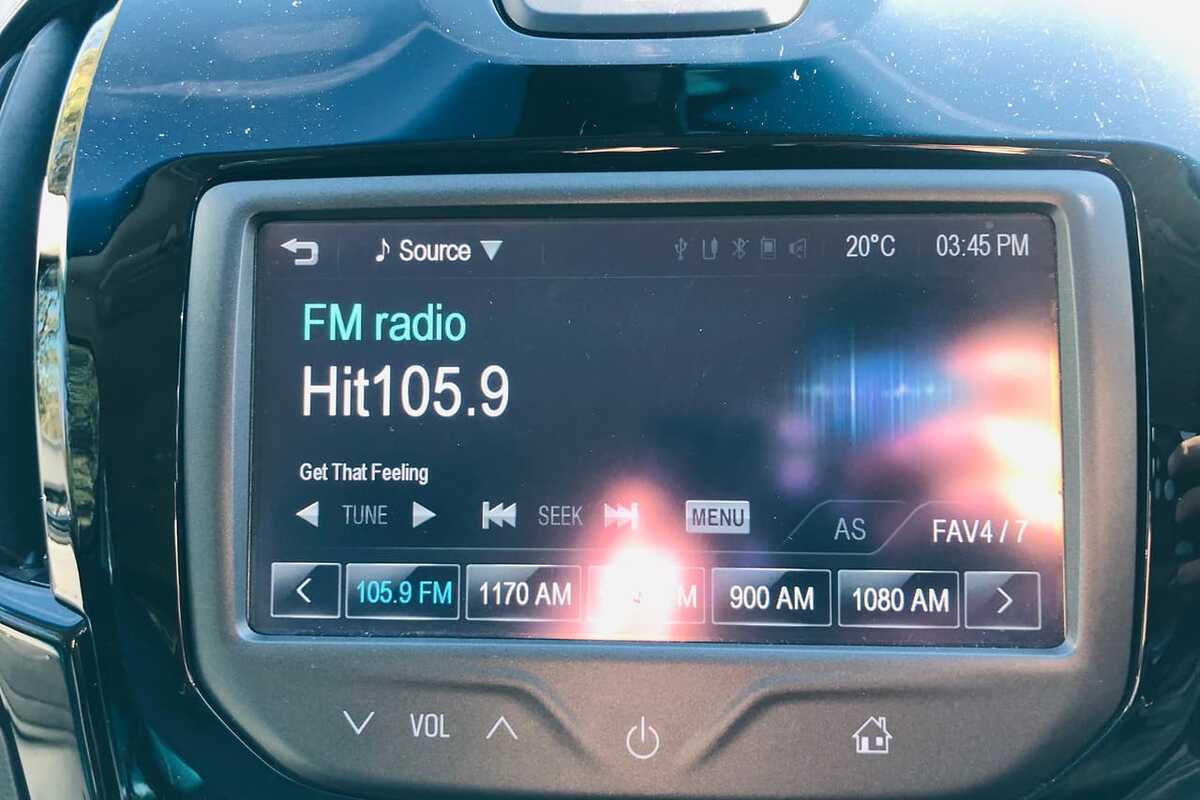 Source 20°C 03:45 PM
FM radio
Hit105.9
Get That Feeling
TUNE SEEK MENU AS FAV4 / 7
105.9 FM 1170 AM 900 AM 1080 AM
VOL